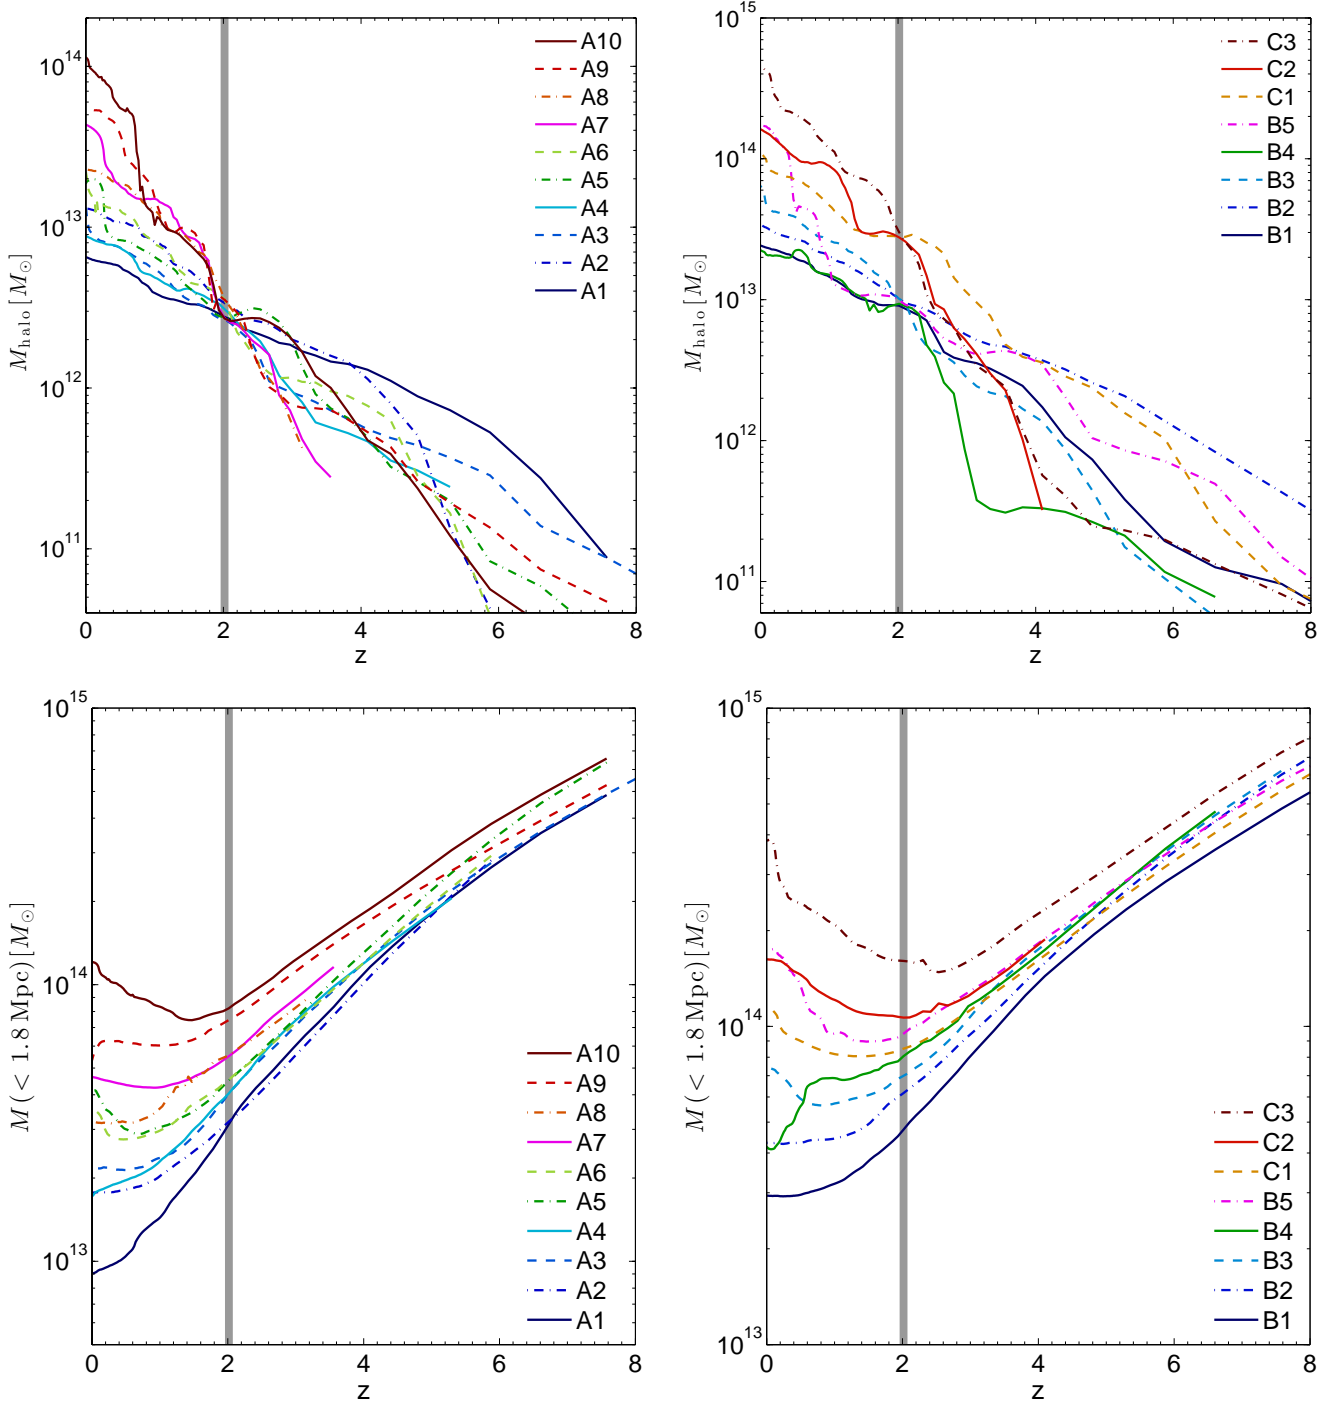 10^14
10^13
10^12
10^11
M_halo [M_⊙]
0 2 4 6 8
z
A10
A9
A8
A7
A6
A5
A4
A3
A2
A1
10^15
10^14
10^13
10^12
10^11
M_halo [M_⊙]
0 2 4 6 8
z
C3
C2
C1
B5
B4
B3
B2
B1
10^15
10^14
10^13
M(< 1.8 Mpc) [M_⊙]
0 2 4 6 8
z
A10
A9
A8
A7
A6
A5
A4
A3
A2
A1
10^15
10^14
10^13
M(< 1.8 Mpc) [M_⊙]
0 2 4 6 8
z
C3
C2
C1
B5
B4
B3
B2
B1